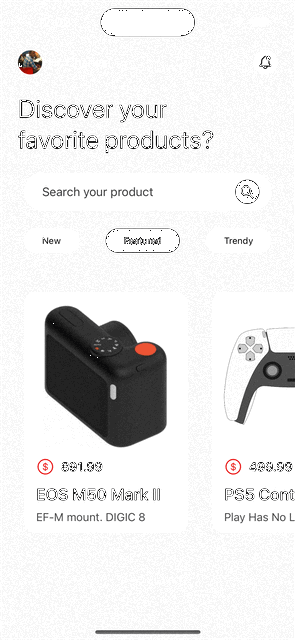 Discover your
favorite products?
Search your product
New
Featured
Trendy
$ 591.99
$ 499.99
EOS M50 Mark II
PS5 Cont
EF-M mount. DIGIC 8
Play Has No L